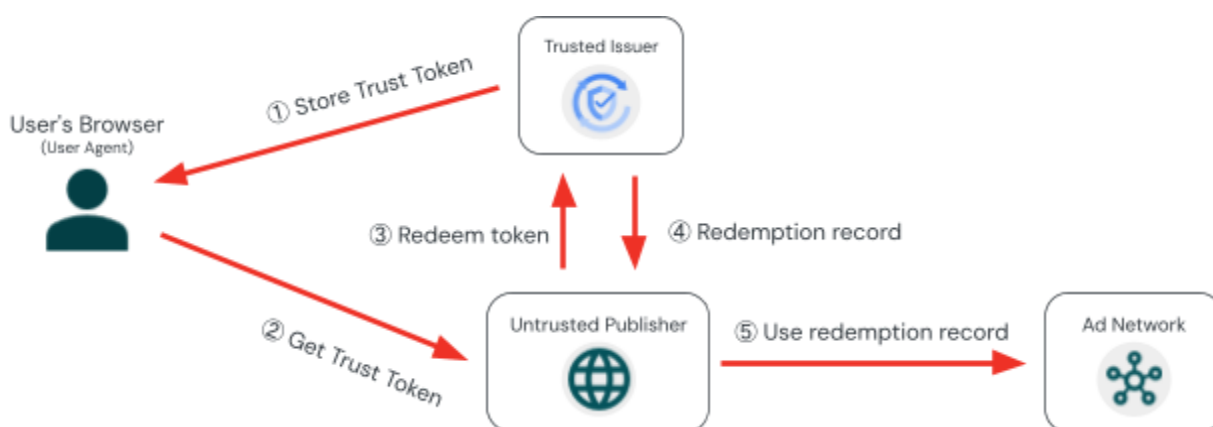 Trusted Issuer
① Store Trust Token
User's Browser
(User Agent)
③ Redeem token
④ Redemption record
② Get Trust Token
Untrusted Publisher
⑤ Use redemption record
Ad Network